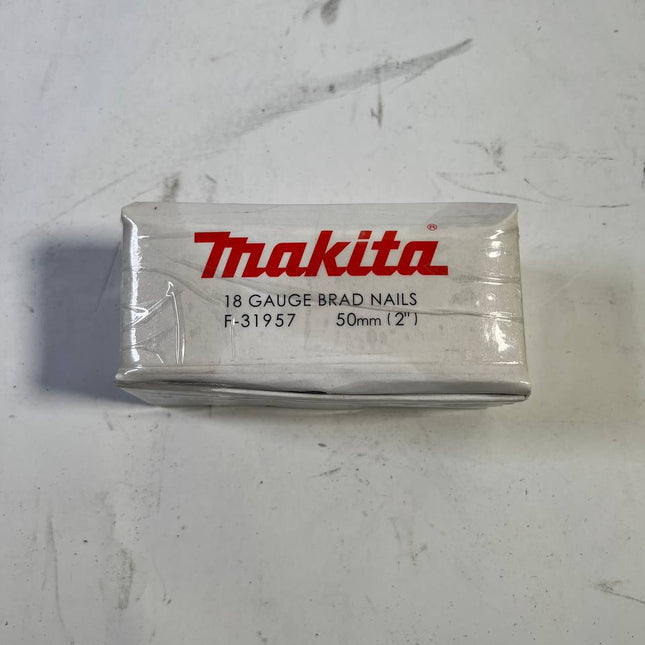 makita®
18 GAUGE BRAD NAILS
F-31957 50mm (2")